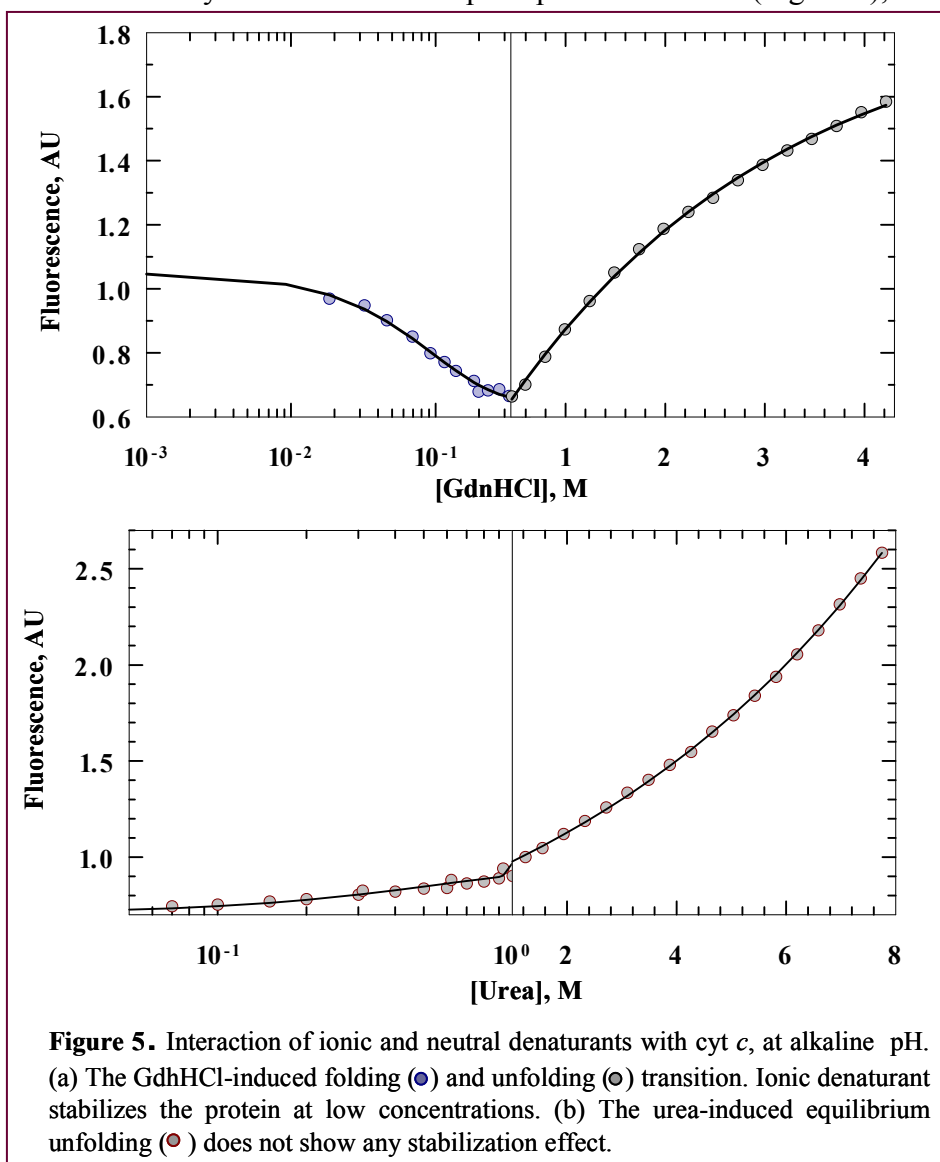 1.8
1.6
1.4
1.2
1.0
0.8
0.6
Fluorescence, AU
10⁻³ 10⁻² 10⁻¹ 1 2 3 4
[GdnHCl], M
2.5
2.0
1.5
1.0
Fluorescence, AU
10⁻¹ 10⁰ 2 4 6 8
[Urea], M
Figure 5. Interaction of ionic and neutral denaturants with cyt c, at alkaline pH.
(a) The GdhHCl-induced folding (●) and unfolding (●) transition. Ionic denaturant
stabilizes the protein at low concentrations. (b) The urea-induced equilibrium
unfolding (●) does not show any stabilization effect.